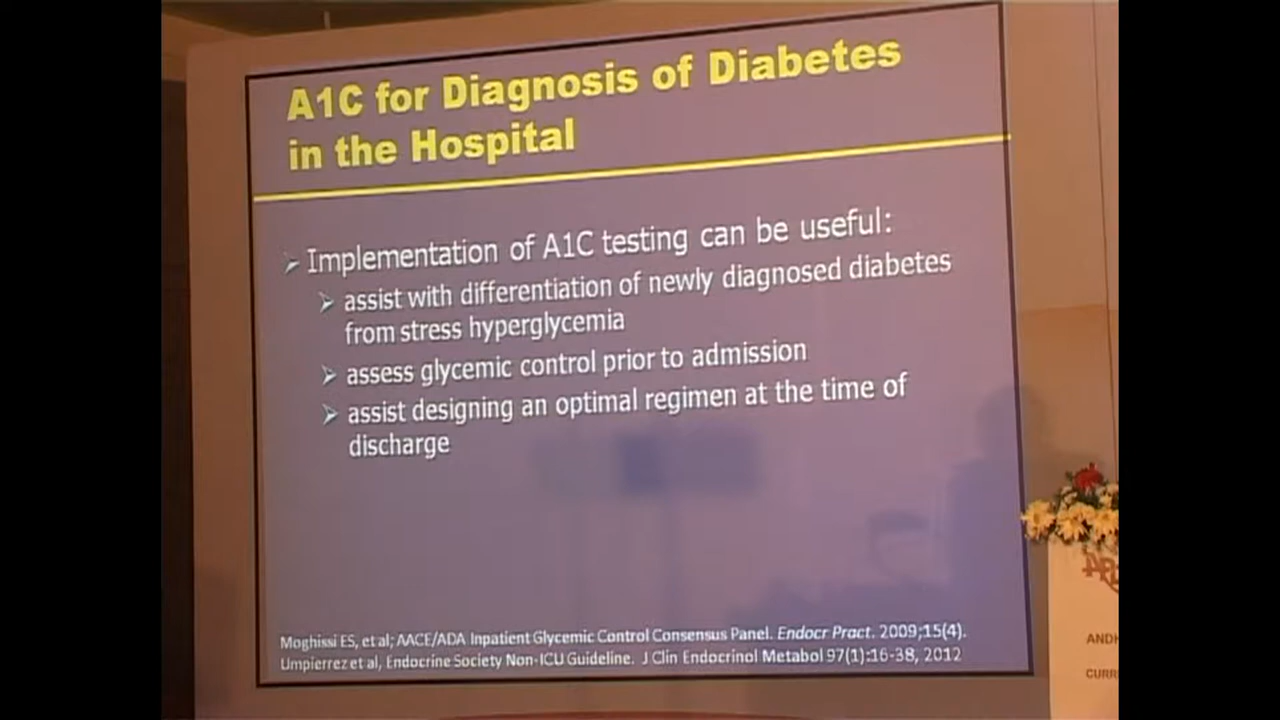 A1C for Diagnosis of Diabetes
in the Hospital
Implementation of A1C testing can be useful:
assist with differentiation of newly diagnosed diabetes
from stress hyperglycemia
assess glycemic control prior to admission
assist designing an optimal regimen at the time of
discharge
Moghissi ES, et al; AACE/ADA Inpatient Glycemic Control Consensus Panel. Endocr Pract. 2009;15(4).
Umpierrez et al, Endocrine Society Non-ICU Guideline. J Clin Endocrinol Metabol 97(1):16-38, 2012
ANDH
CURR